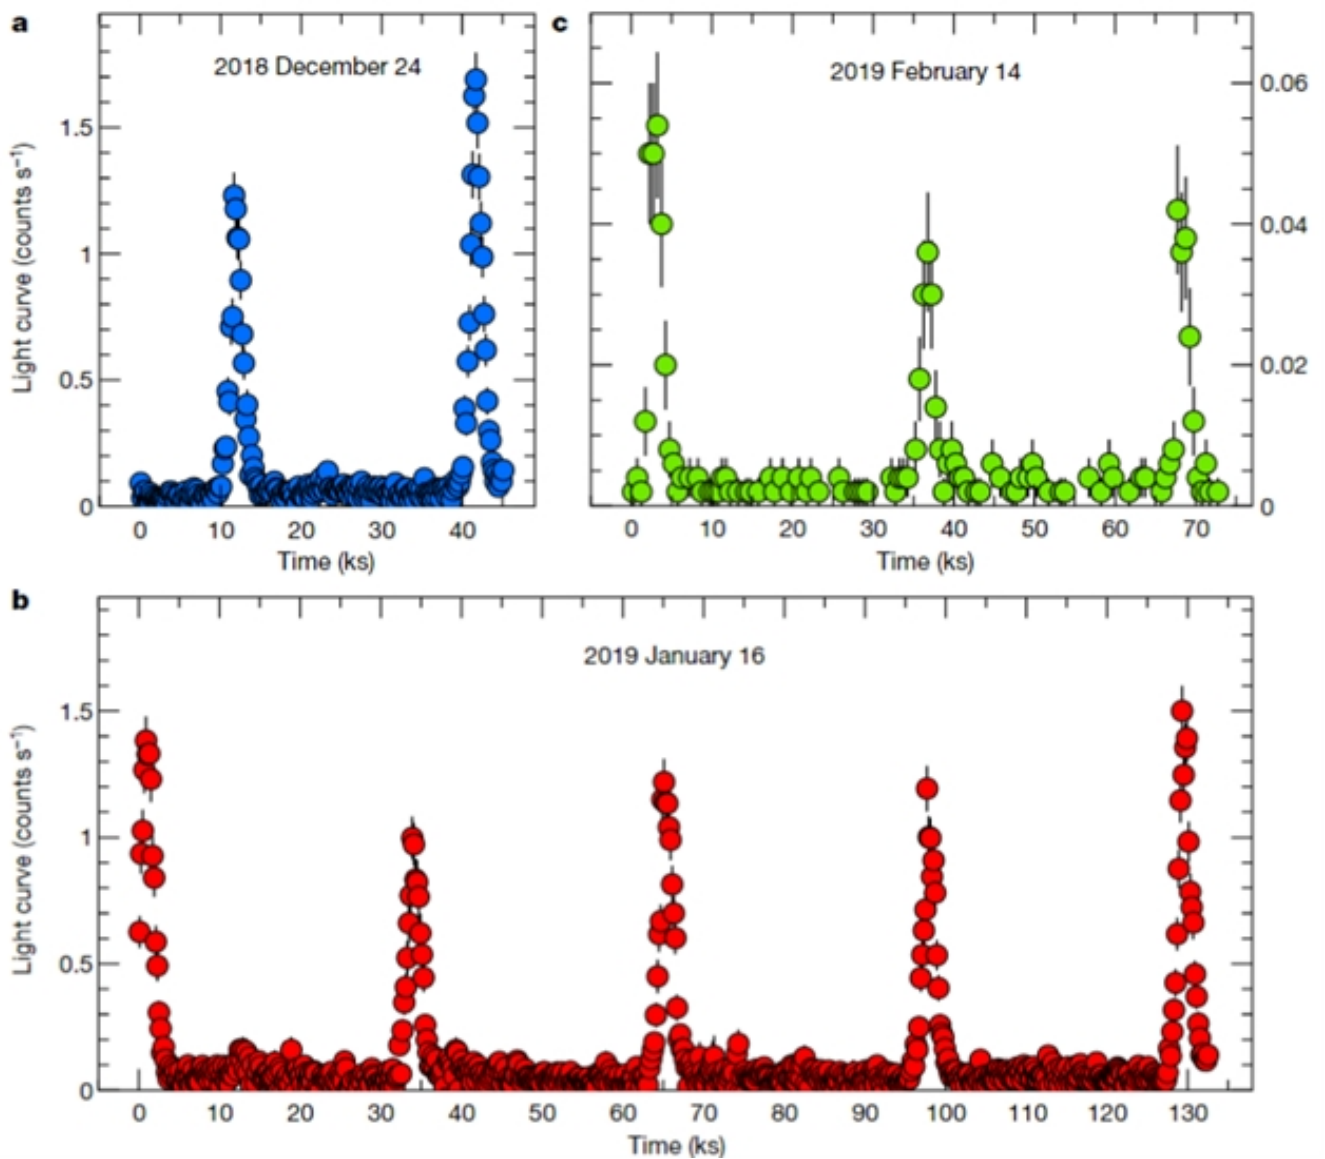 a
2018 December 24
Light curve (counts s⁻¹)
1.5
1
0.5
0
0 10 20 30 40
Time (ks)
c
2019 February 14
0.06
0.04
0.02
0
0 10 20 30 40 50 60 70
Time (ks)
b
2019 January 16
Light curve (counts s⁻¹)
1.5
1
0.5
0
0 10 20 30 40 50 60 70 80 90 100 110 120 130
Time (ks)